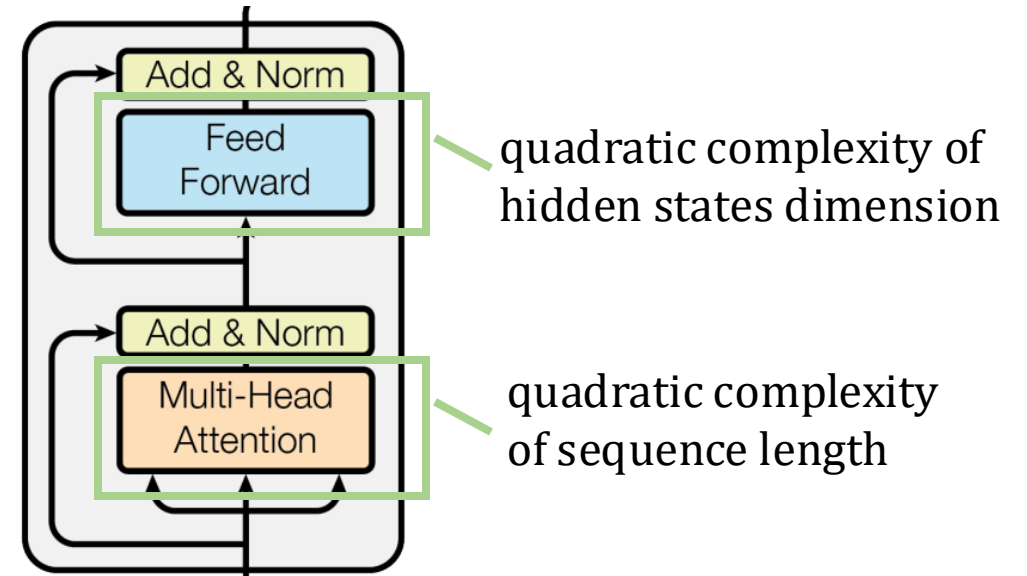 Add & Norm
Feed
Forward
quadratic complexity of
hidden states dimension
Add & Norm
Multi-Head
Attention
quadratic complexity
of sequence length